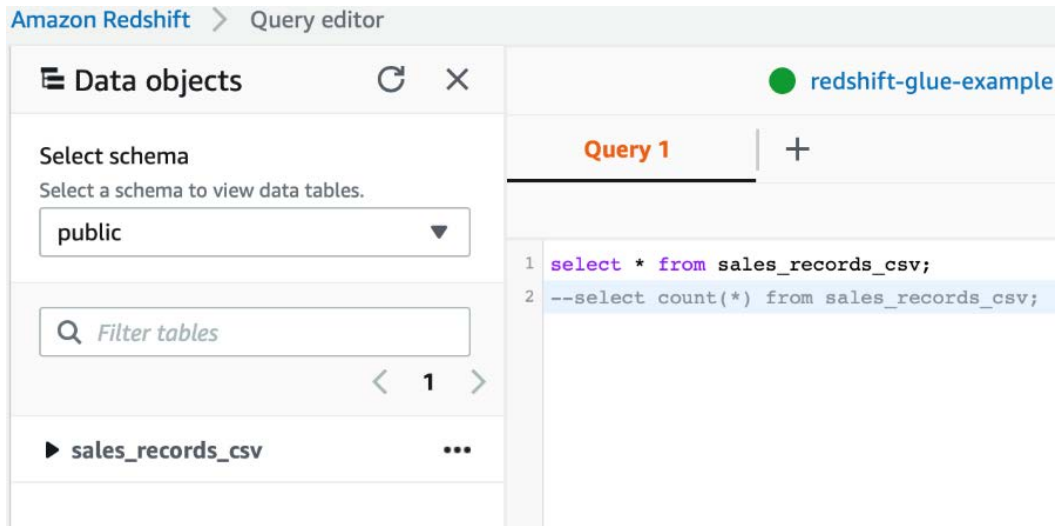 Amazon Redshift > Query editor
Data objects
Select schema
Select a schema to view data tables.
public
Filter tables
< 1 >
sales_records_csv
redshift-glue-example
Query 1
1 select * from sales_records_csv;
2 --select count(*) from sales_records_csv;